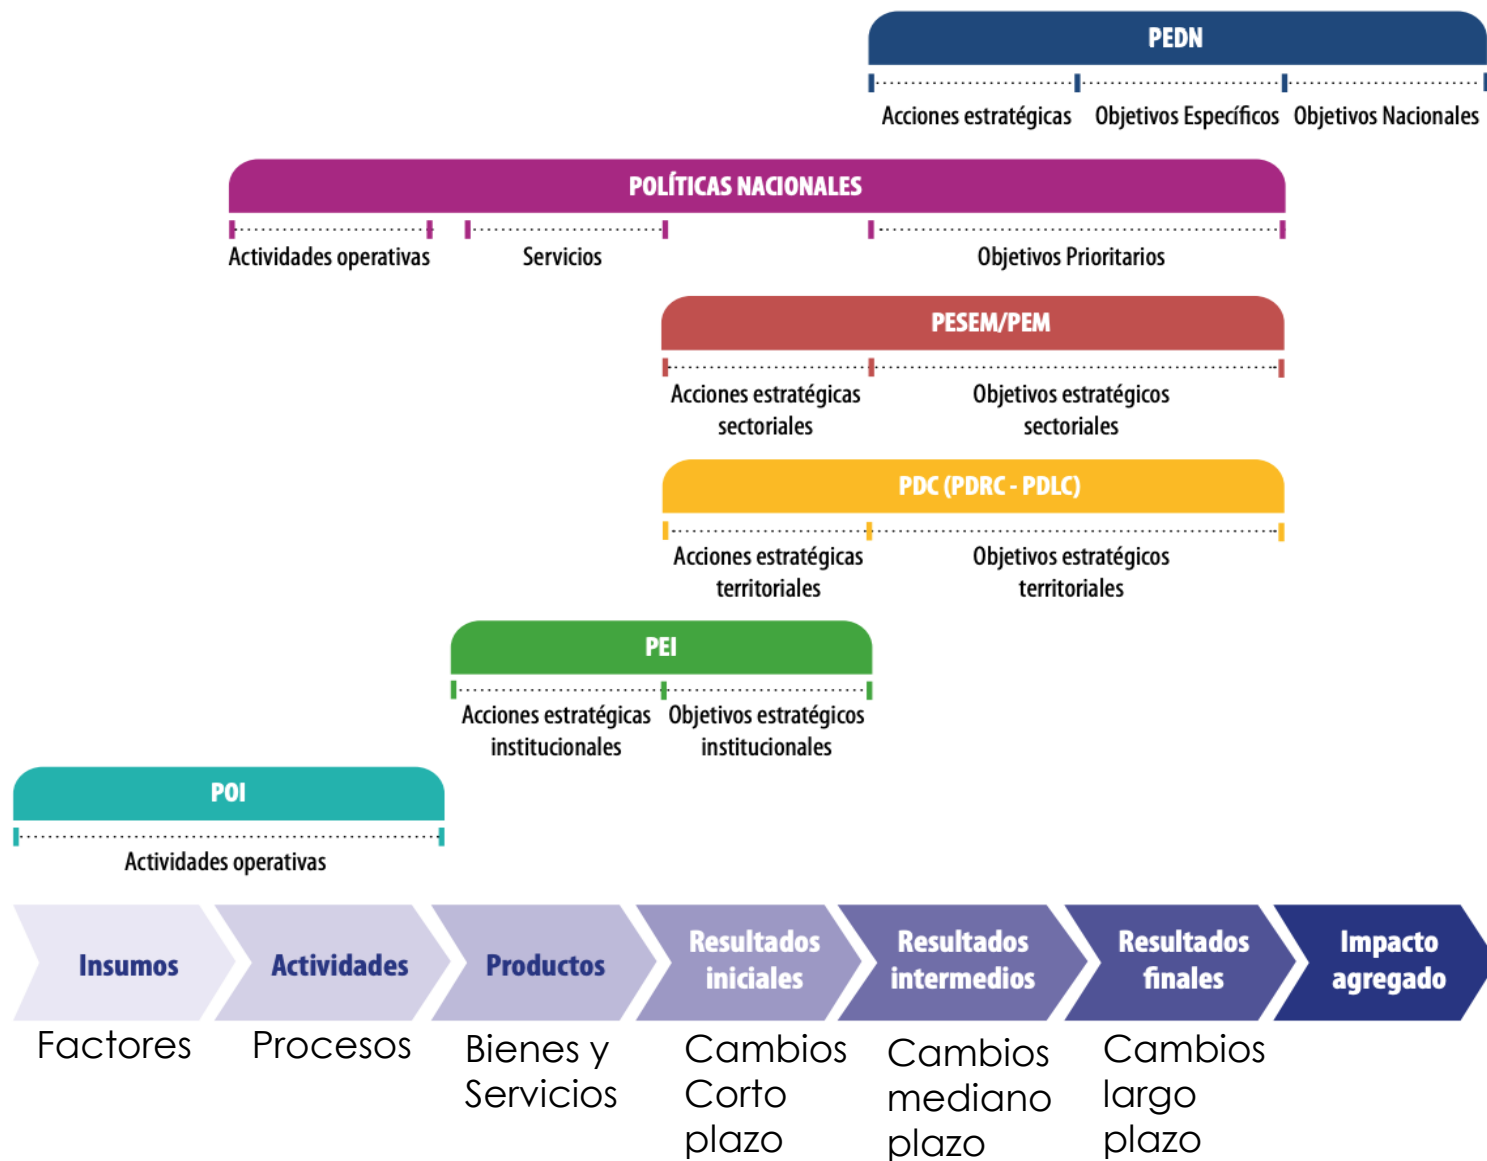 PEDN
Acciones estratégicas Objetivos Específicos Objetivos Nacionales
POLÍTICAS NACIONALES
Actividades operativas Servicios Objetivos Prioritarios
PESEM/PEM
Acciones estratégicas
sectoriales
Objetivos estratégicos
sectoriales
PDC (PDRC - PDLC)
Acciones estratégicas
territoriales
Objetivos estratégicos
territoriales
PEI
Acciones estratégicas
institucionales
Objetivos estratégicos
institucionales
POI
Actividades operativas
Insumos
Actividades
Productos
Resultados
iniciales
Resultados
intermedios
Resultados
finales
Impacto
agregado
Factores
Procesos
Bienes y
Servicios
Cambios
Corto
plazo
Cambios
mediano
plazo
Cambios
largo
plazo